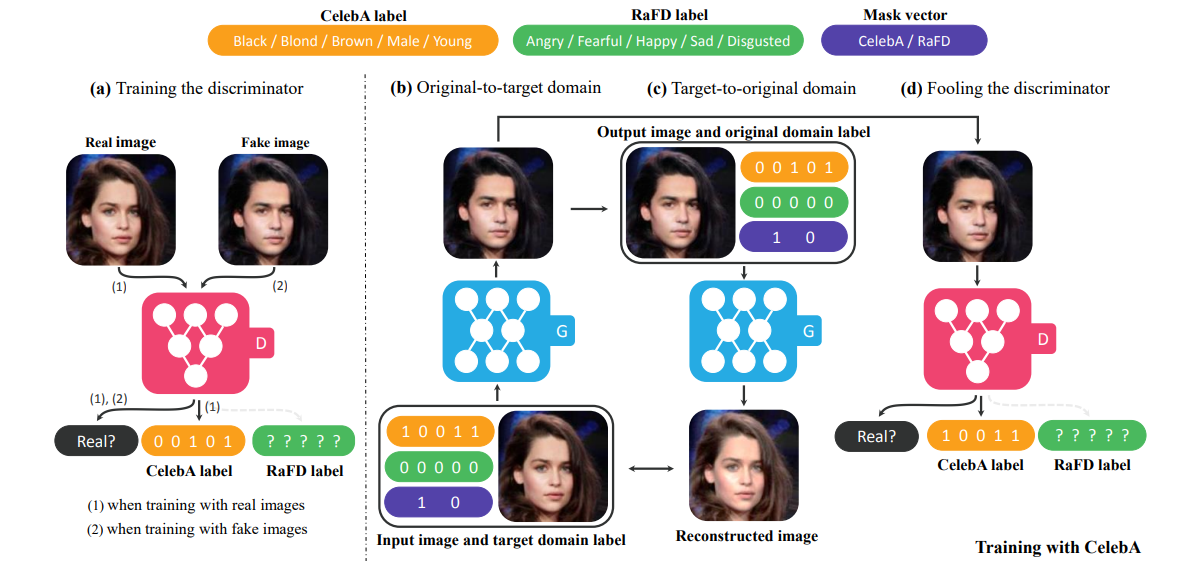 CelebA label
RaFD label
Mask vector
Black / Blond / Brown / Male / Young
Angry / Fearful / Happy / Sad / Disgusted
CelebA / RaFD
(a) Training the discriminator
(b) Original-to-target domain
(c) Target-to-original domain
(d) Fooling the discriminator
Real image
Fake image
(1)
(2)
D
(1), (2)
(1)
Real?
0 0 1 0 1
? ? ? ? ?
CelebA label
RaFD label
(1) when training with real images
(2) when training with fake images
G
1 0 0 1 1
0 0 0 0 0
1 0
Input image and target domain label
Output image and original domain label
0 0 1 0 1
0 0 0 0 0
1 0
G
Reconstructed image
D
Real?
1 0 0 1 1
? ? ? ? ?
CelebA label
RaFD label
Training with CelebA